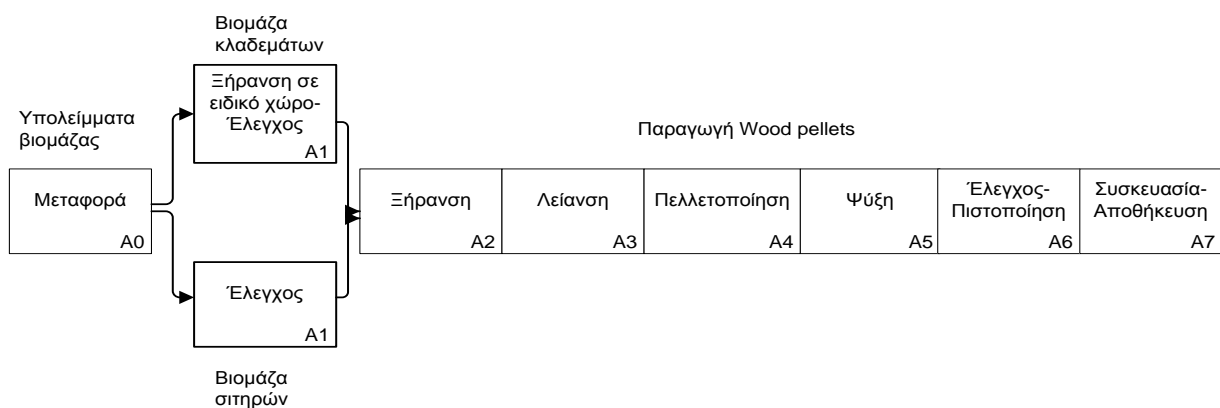 Βιομάζα
κλαδεμάτων
Ξήρανση σε
ειδικό χώρο-
Έλεγχος
A1
Υπολείμματα
βιομάζας
Μεταφορά
A0
Παραγωγή Wood pellets
Ξήρανση
A2
Λείανση
A3
Πελλετοποίηση
A4
Ψύξη
A5
Έλεγχος-
Πιστοποίηση
A6
Συσκευασία-
Αποθήκευση
A7
Έλεγχος
A1
Βιομάζα
σιτηρών